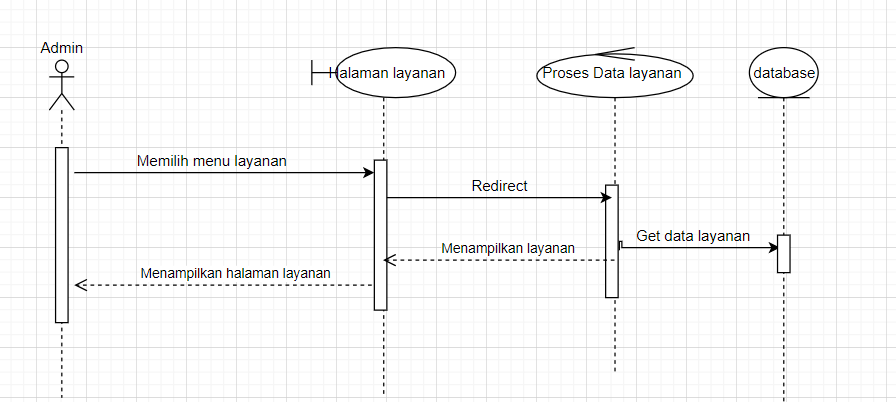 Admin
Halaman layanan
Proses Data layanan
database
Memilih menu layanan
Redirect
Get data layanan
Menampilkan layanan
Menampilkan halaman layanan